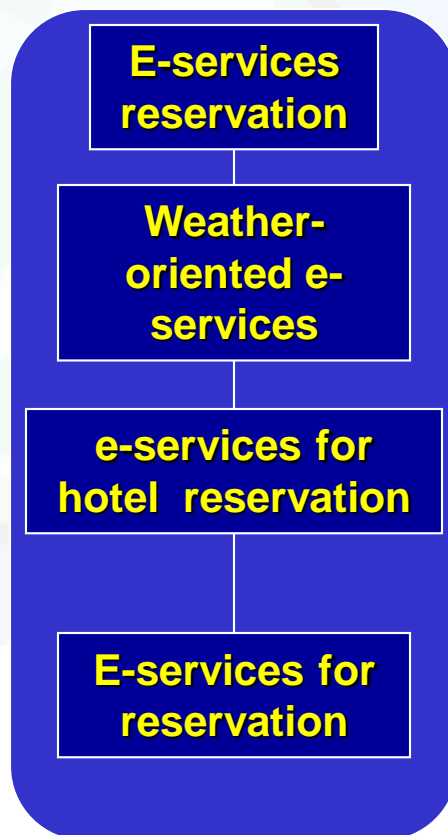 E-services
reservation
Weather-
oriented e-
services
e-services for
hotel  reservation
E-services for
reservation